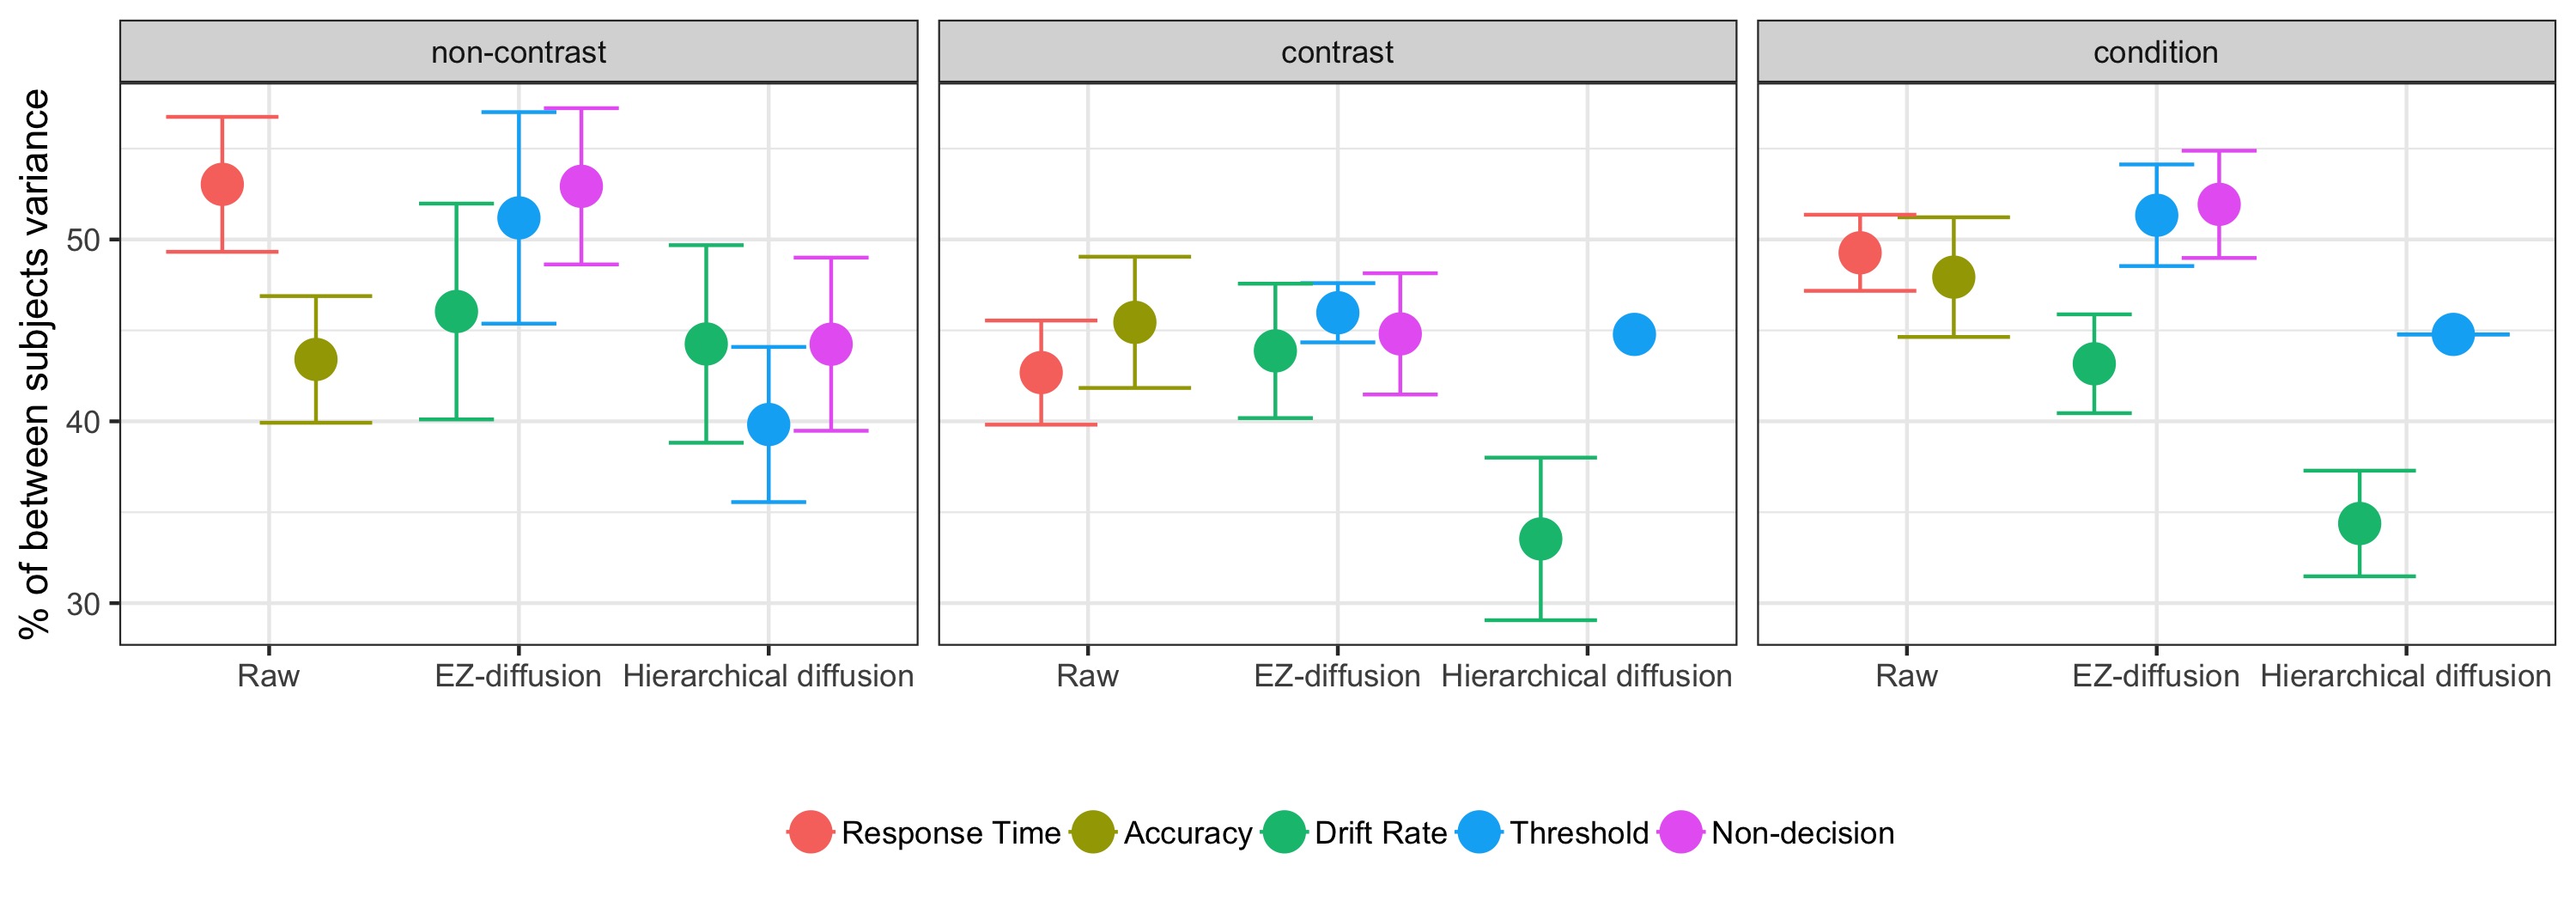 non-contrast
contrast
condition
% of between subjects variance
50
40
30
Raw
EZ-diffusion
Hierarchical diffusion
Raw
EZ-diffusion
Hierarchical diffusion
Raw
EZ-diffusion
Hierarchical diffusion
Response Time
Accuracy
Drift Rate
Threshold
Non-decision